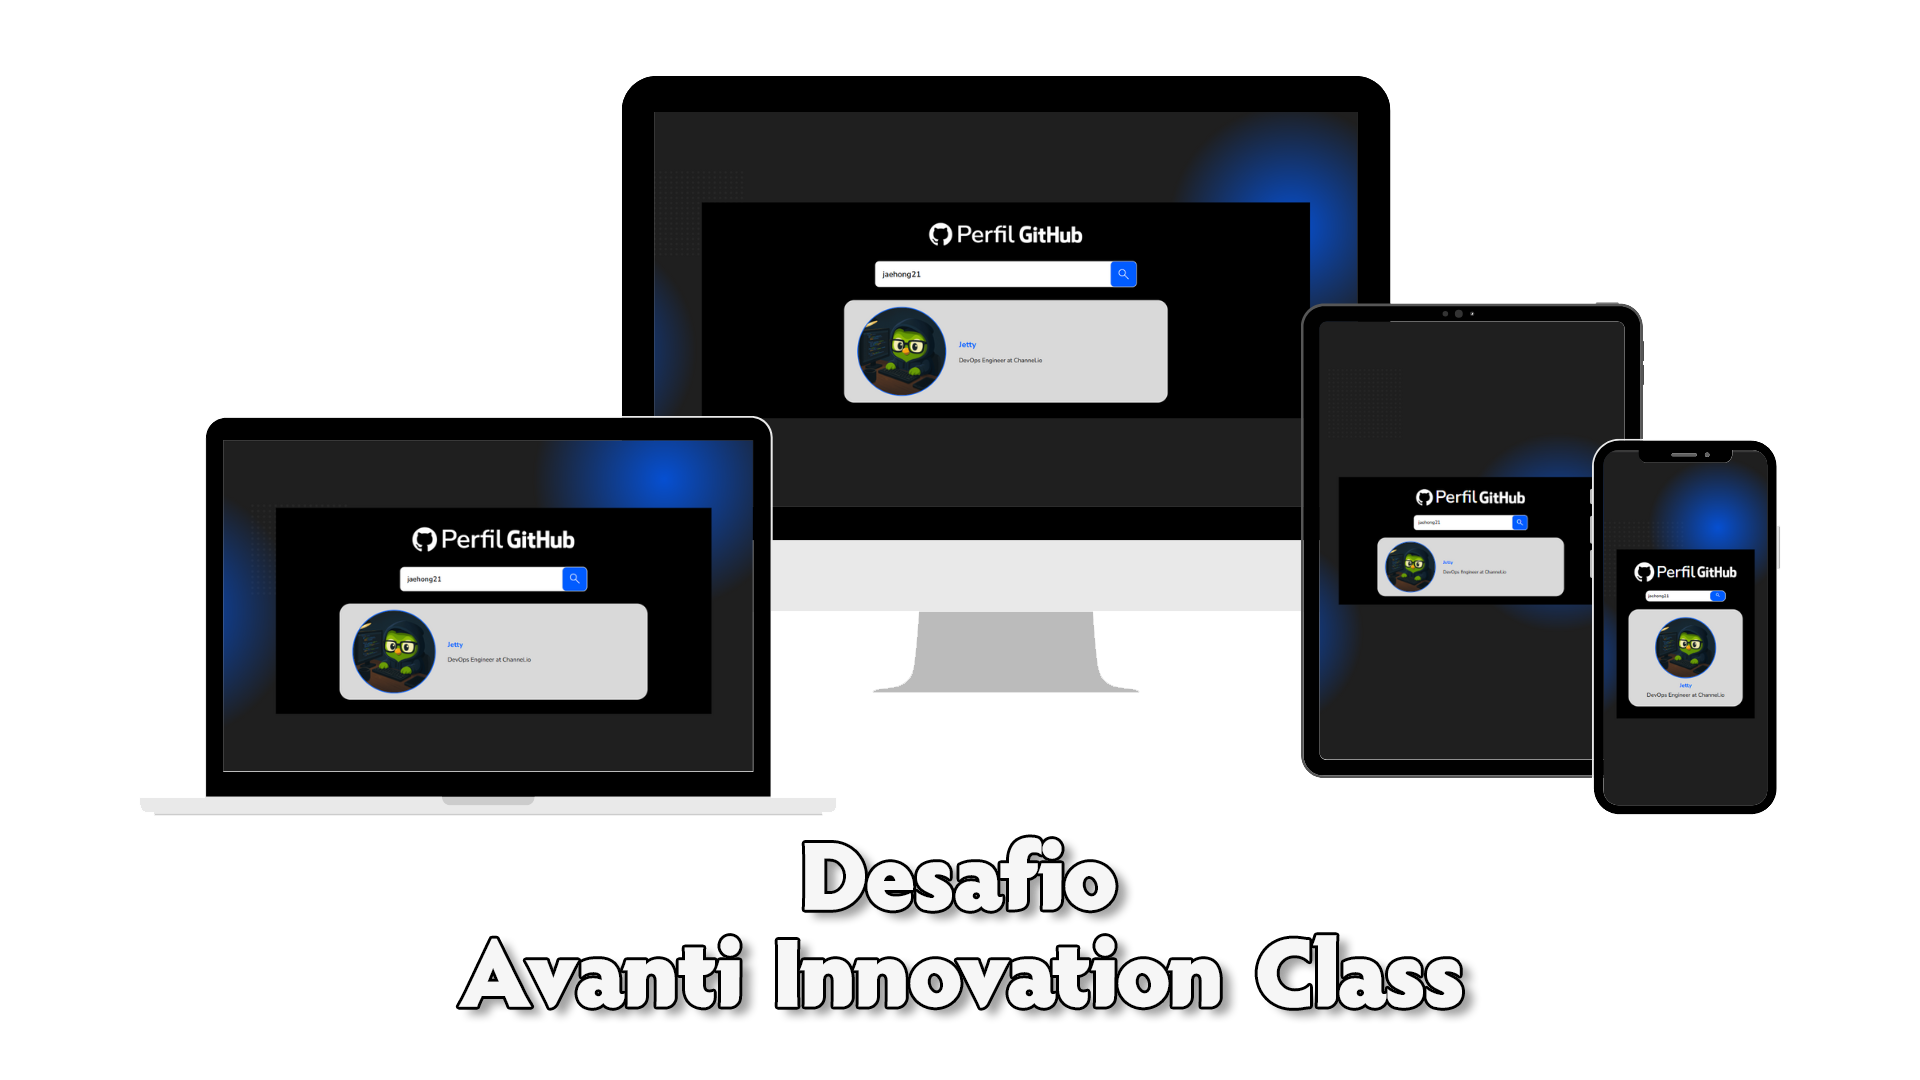 Perfil GitHub
jaehong21
Jetty
DevOps Engineer at Channel.io
Perfil GitHub
jaehong21
Jetty
DevOps Engineer at Channel.io
Perfil GitHub
jaehong21
Jetty
DevOps Engineer at Channel.io
Perfil GitHub
jaehong21
Jetty
DevOps Engineer at Channel.io
Desafio
Avanti Innovation Class